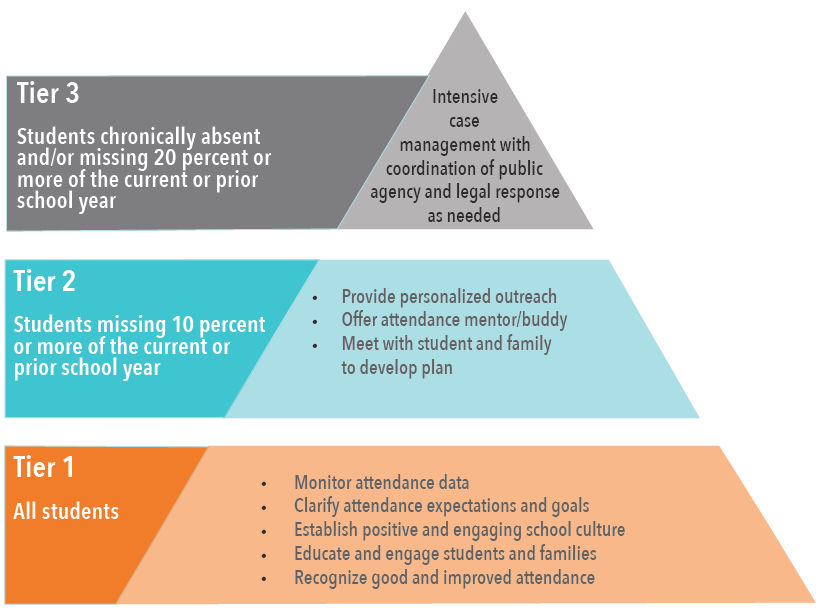 Tier 3
Students chronically absent
and/or missing 20 percent or
more of the current or prior
school year
Intensive
case
management with
coordination of public
agency and legal response
as needed
Tier 2
Students missing 10 percent
or more of the current or
prior school year
• Provide personalized outreach
• Offer attendance mentor/buddy
• Meet with student and family
to develop plan
Tier 1
All students
• Monitor attendance data
• Clarify attendance expectations and goals
• Establish positive and engaging school culture
• Educate and engage students and families
• Recognize good and improved attendance